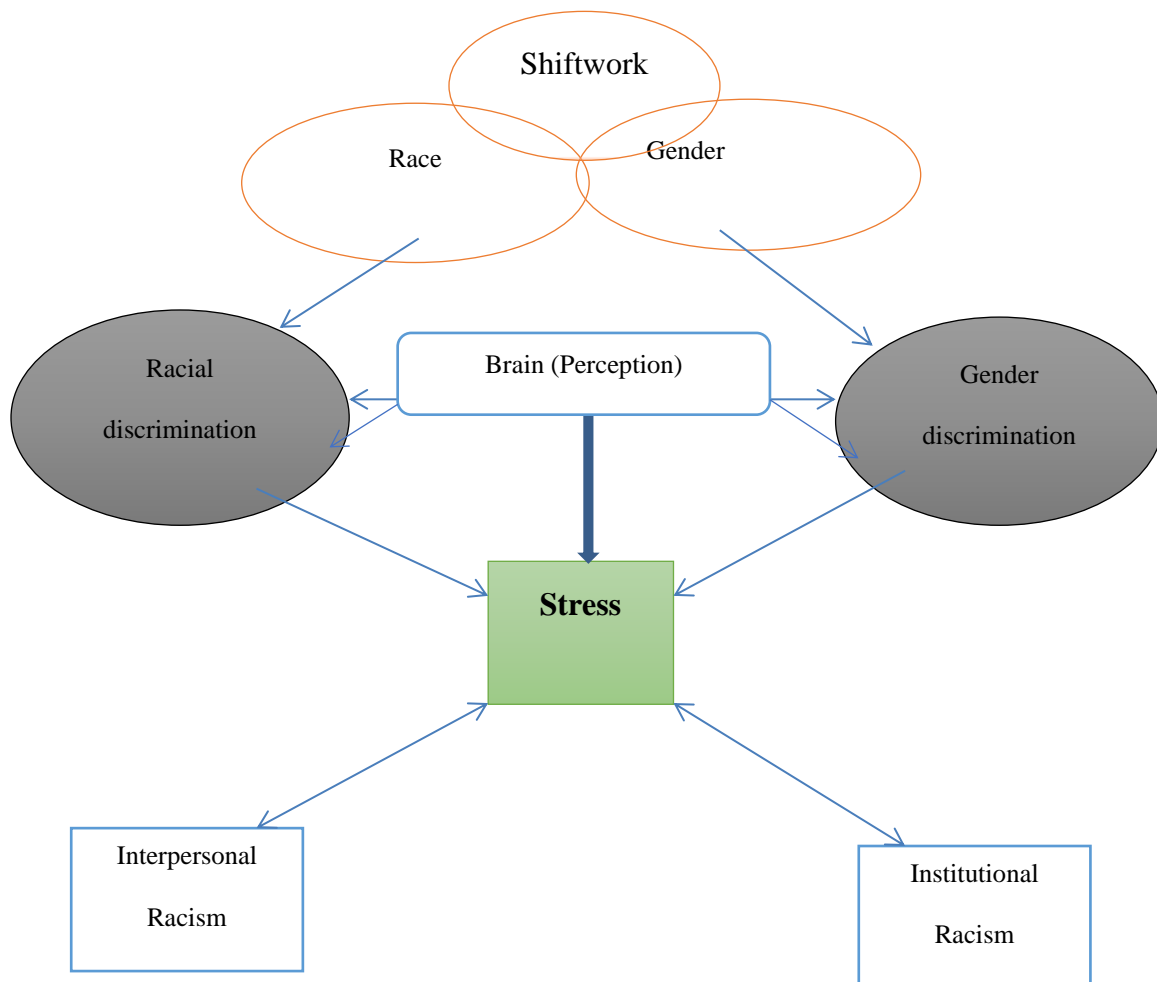 Shiftwork
Race
Gender
Racial
discrimination
Brain (Perception)
Gender
discrimination
Stress
Interpersonal
Racism
Institutional
Racism